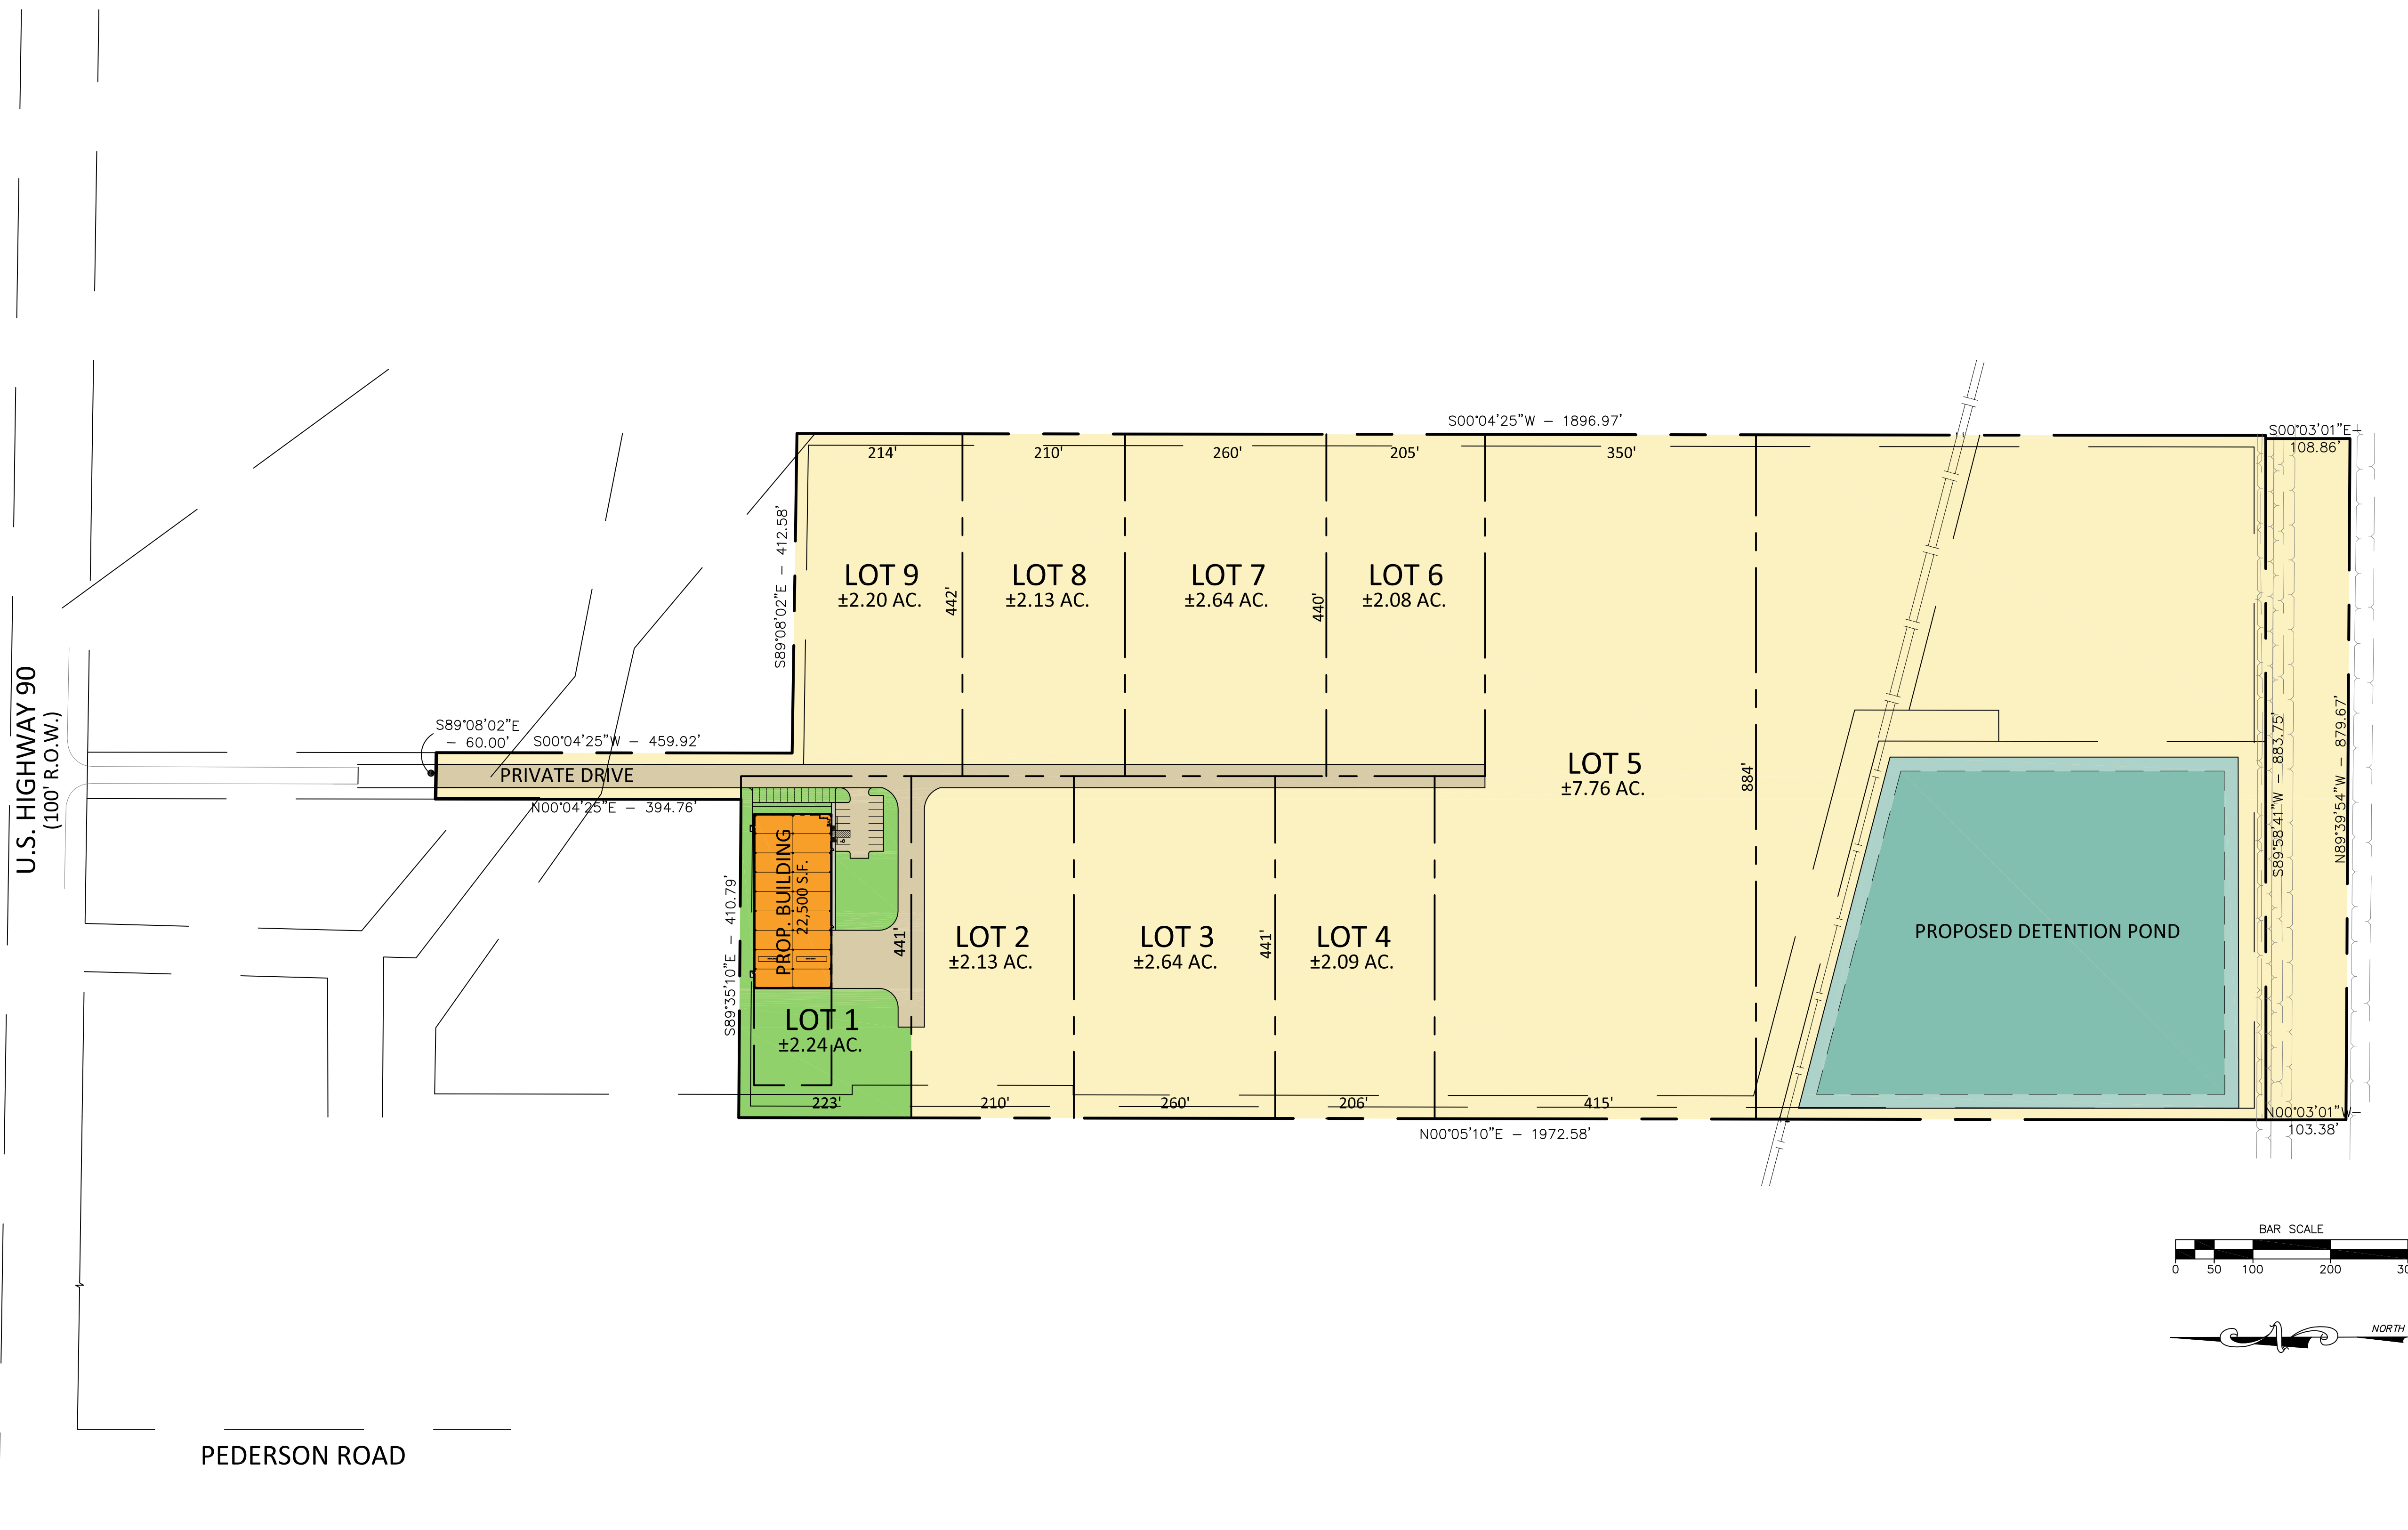 S00°04'25"W – 1896.97'
S00°03'01"E–
108.86'
214'
210'
260'
205'
350'
S89°08'02"E – 412.58'
LOT 9
±2.20 AC.
442'
LOT 8
±2.13 AC.
LOT 7
±2.64 AC.
440'
LOT 6
±2.08 AC.
U.S. HIGHWAY 90
(100' R.O.W.)
S89°08'02"E
– 60.00'
S00°04'25"W – 459.92'
PRIVATE DRIVE
N00°04'25"E – 394.76'
LOT 5
±7.76 AC.
884'
S89°58'41"W – 883.75'
N89°39'54"W – 879.67'
S89°35'10"E – 410.79'
PROP. BUILDING
22,500 S.F.
441'
LOT 2
±2.13 AC.
LOT 3
±2.64 AC.
441'
LOT 4
±2.09 AC.
PROPOSED DETENTION POND
LOT 1
±2.24 AC.
223'
210'
260'
206'
415'
N00°03'01"W–
103.38'
N00°05'10"E – 1972.58'
BAR SCALE
0 50 100 200 30
NORTH
PEDERSON ROAD